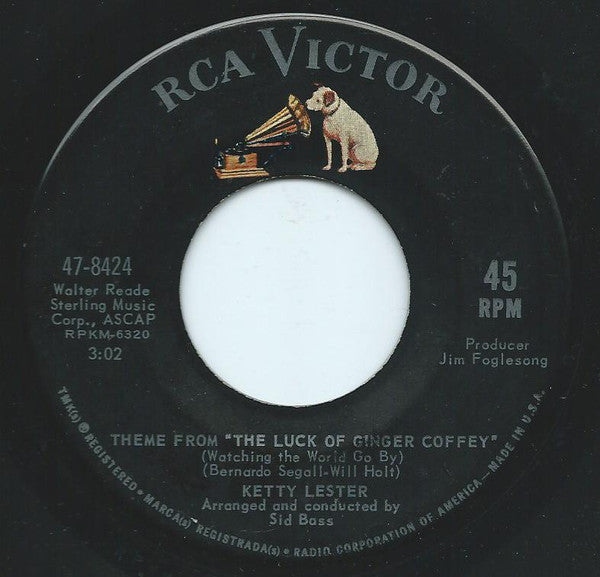 RCA VICTOR
47-8424
Walter Reade
Sterling Music
Corp., ASCAP
RPKM-6320
3:02
45
RPM
Producer
Jim Foglesong
THEME FROM "THE LUCK OF GINGER COFFEY"
(Watching the World Go By)
(Bernardo Segall-Will Holt)
KETTY LESTER
Arranged and conducted by
Sid Bass
TMK(s) ® REGISTERED • MARCA(s) REGISTRADA(s) • RADIO CORPORATION OF AMERICA—MADE IN U.S.A.